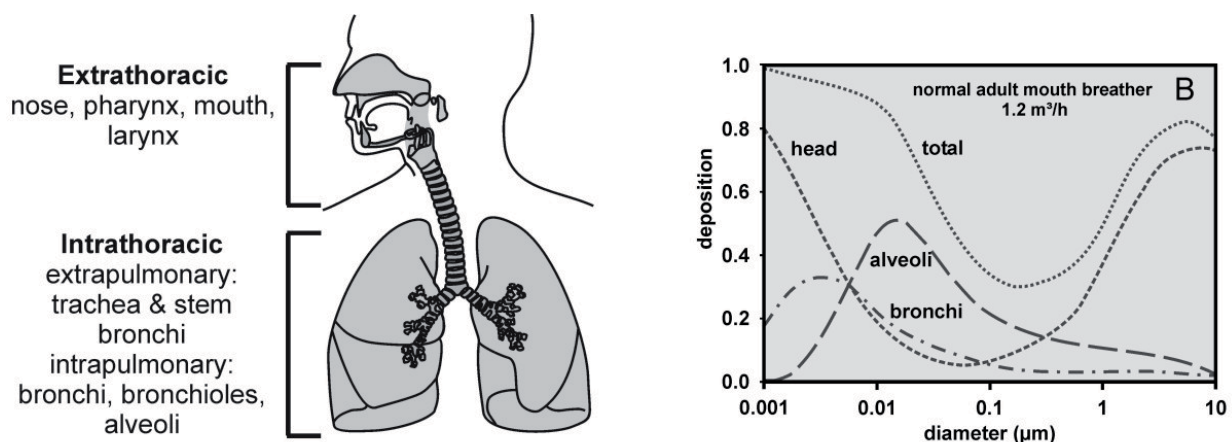 Extrathoracic
nose, pharynx, mouth,
larynx
Intrathoracic
extrapulmonary:
trachea & stem
bronchi
intrapulmonary:
bronchi, bronchioles,
alveoli
B
normal adult mouth breather
1.2 m³/h
head
total
alveoli
bronchi
deposition
1.0
0.8
0.6
0.4
0.2
0.0
0.001
0.01
0.1
1
10
diameter (µm)